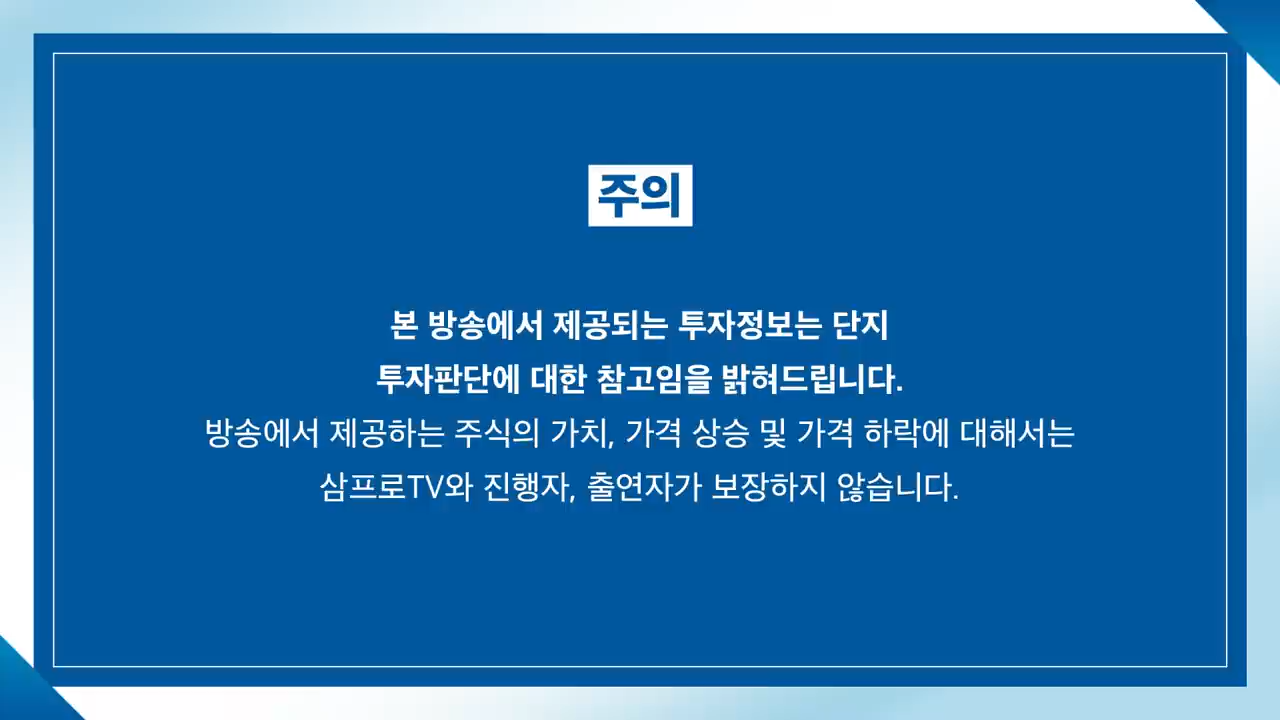 주의
본 방송에서 제공되는 투자정보는 단지
투자판단에 대한 참고임을 밝혀드립니다.
방송에서 제공하는 주식의 가치, 가격 상승 및 가격 하락에 대해서는
삼프로TV와 진행자, 출연자가 보장하지 않습니다.